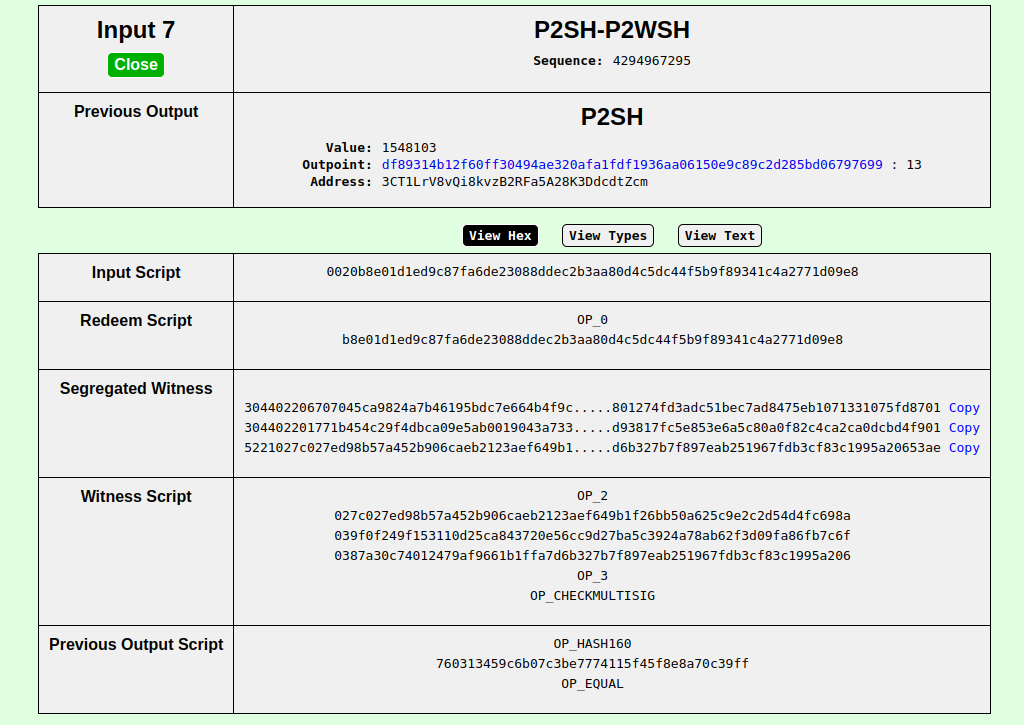 Input 7
Close
P2SH-P2WSH
Sequence: 4294967295
Previous Output
P2SH
Value: 1548103
Outpoint: df89314b12f60ff30494ae320afa1fdf1936aa06150e9c89c2d285bd06797699 : 13
Address: 3CT1LrV8vQi8kvzB2RFa5A28K3DdcdtZcm
View Hex View Types View Text
Input Script
0020b8e01d1ed9c87fa6de23088ddec2b3aa80d4c5dc44f5b9f89341c4a2771d09e8
Redeem Script
OP_0
b8e01d1ed9c87fa6de23088ddec2b3aa80d4c5dc44f5b9f89341c4a2771d09e8
Segregated Witness
304402206707045ca9824a7b46195bdc7e664b4f9c.....801274fd3adc51bec7ad8475eb1071331075fd8701 Copy
304402201771b454c29f4dbca09e5ab0019043a733.....d93817fc5e853e6a5c80a0f82c4ca2ca0dcbd4f901 Copy
5221027c027ed98b57a452b906caeb2123aef649b1.....d6b327b7f897eab251967fdb3cf83c1995a20653ae Copy
Witness Script
OP_2
027c027ed98b57a452b906caeb2123aef649b1f26bb50a625c9e2c2d54d4fc698a
039f0f249f153110d25ca843720e56cc9d27ba5c3924a78ab62f3d09fa86fb7c6f
0387a30c74012479af9661b1ffa7d6b327b7f897eab251967fdb3cf83c1995a206
OP_3
OP_CHECKMULTISIG
Previous Output Script
OP_HASH160
760313459c6b07c3be7774115f45f8e8a70c39ff
OP_EQUAL